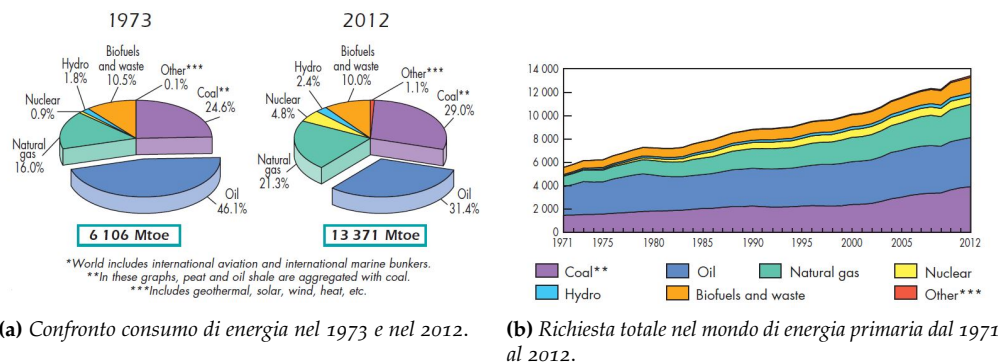 1973
2012
Hydro
1.8%
Biofuels
and waste
10.5%
Other***
0.1%
Coal**
24.6%
Nuclear
0.9%
Natural
gas
16.0%
Oil
46.1%
6 106 Mtoe
Hydro
2.4%
Biofuels
and waste
10.0%
Other***
1.1%
Coal**
29.0%
Nuclear
4.8%
Natural
gas
21.3%
Oil
31.4%
13 371 Mtoe
*World includes international aviation and international marine bunkers.
**In these graphs, peat and oil shale are aggregated with coal.
***Includes geothermal, solar, wind, heat, etc.
(a) Confronto consumo di energia nel 1973 e nel 2012.
14 000
12 000
10 000
8 000
6 000
4 000
2 000
0
1971 1975 1980 1985 1990 1995 2000 2005 2012
Coal** Oil Natural gas Nuclear
Hydro Biofuels and waste Other***
(b) Richiesta totale nel mondo di energia primaria dal 1971
al 2012.